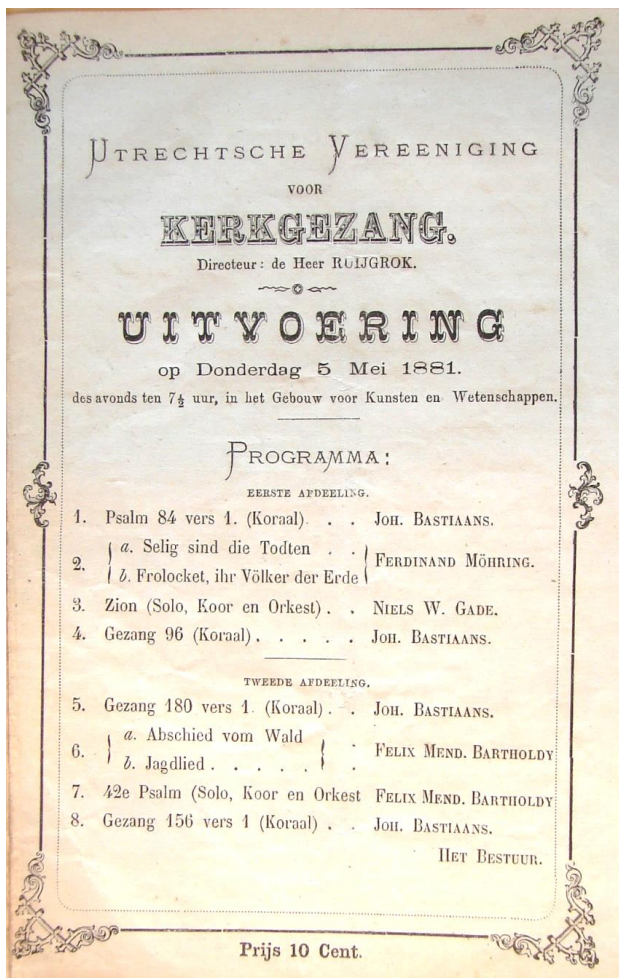 UTRECHTSCHE VEREENIGING
VOOR
KERKGEZANG.
Directeur: de Heer RUIJGROK.
UITVOERING
op Donderdag 5 Mei 1881.
des avonds ten 7½ uur, in het Gebouw voor Kunsten en Wetenschappen.
PROGRAMMA:
EERSTE AFDEELING.
1. Psalm 84 vers 1. (Koraal) . . JOH. BASTIAANS.
2. { a. Selig sind die Todten . . } FERDINAND MÖHRING.
{ b. Frolocket, ihr Völker der Erde }
3. Zion (Solo, Koor en Orkest) . . NIELS W. GADE.
4. Gezang 96 (Koraal) . . . . . JOH. BASTIAANS.
TWEEDE AFDEELING.
5. Gezang 180 vers 1. (Koraal) . . JOH. BASTIAANS.
6. { a. Abschied vom Wald } . FELIX MEND. BARTHOLDY
{ b. Jagdlied . . . . . } .
7. 42e Psalm (Solo, Koor en Orkest FELIX MEND. BARTHOLDY
8. Gezang 156 vers 1 (Koraal) . . JOH. BASTIAANS.
HET BESTUUR.
Prijs 10 Cent.